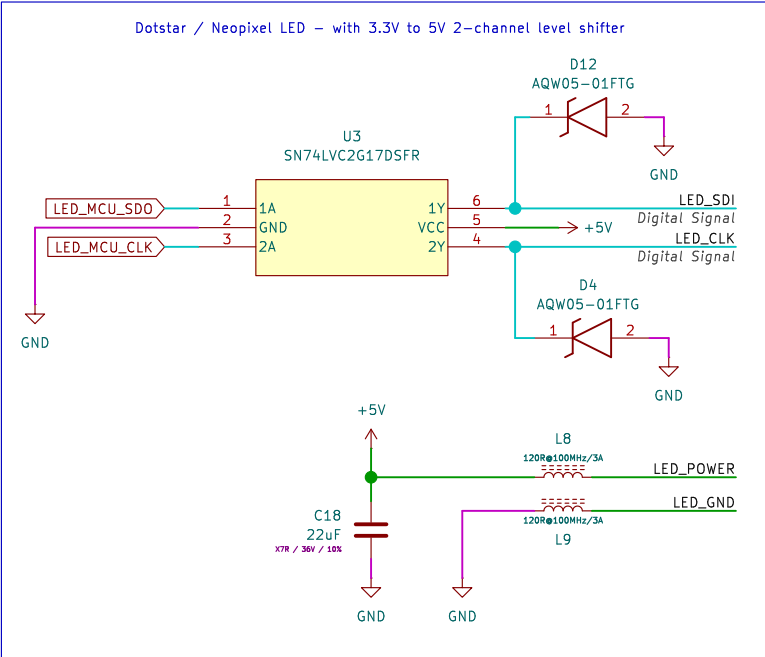 Dotstar / Neopixel LED - with 3.3V to 5V 2-channel level shifter
D12
AQW05-01FTG
1 2
GND
U3
SN74LVC2G17DSFR
LED_MCU_SDO 1 1A 1Y 6 LED_SDI
Digital Signal
2 GND VCC 5 +5V
LED_MCU_CLK 3 2A 2Y 4 LED_CLK
Digital Signal
GND
D4
AQW05-01FTG
1 2
GND
+5V
L8
120R@100MHz/3A
LED_POWER
LED_GND
120R@100MHz/3A
L9
C18
22uF
X7R / 36V / 10%
GND GND